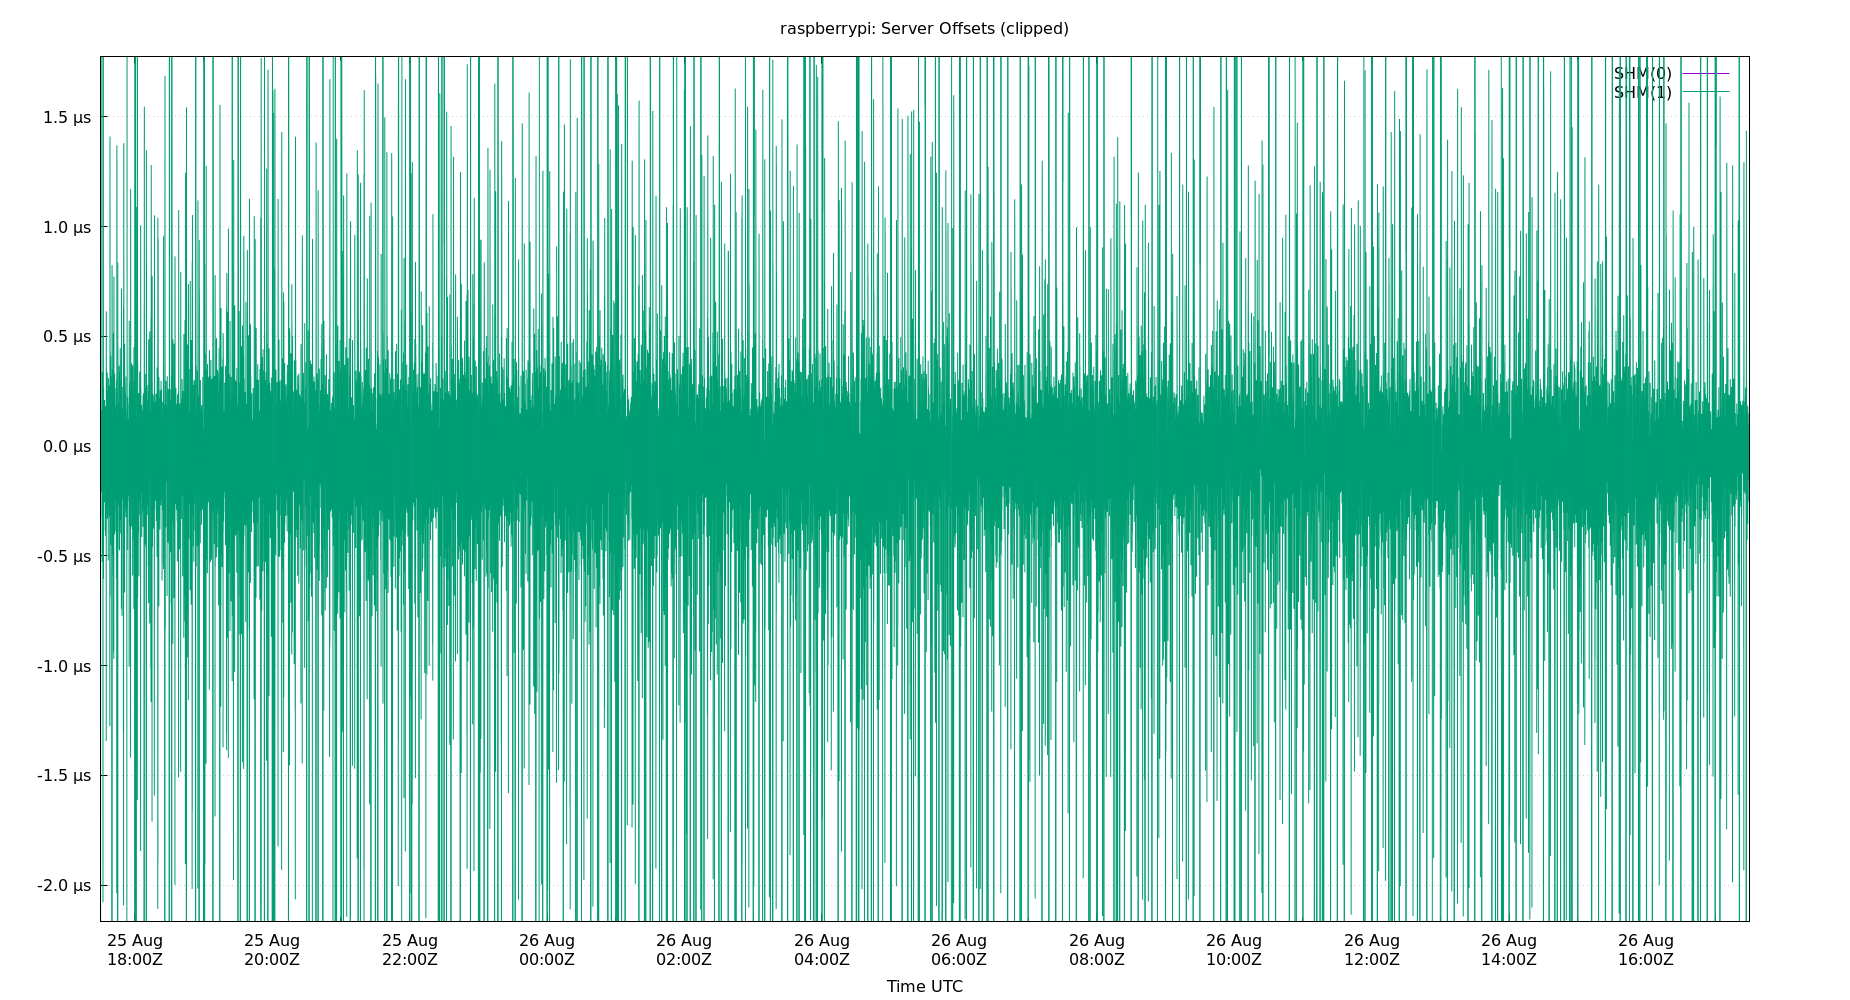 raspberrypi: Server Offsets (clipped)
SHM(0)
SHM(1)
1.5 µs
1.0 µs
0.5 µs
0.0 µs
-0.5 µs
-1.0 µs
-1.5 µs
-2.0 µs
25 Aug 25 Aug 25 Aug 26 Aug 26 Aug 26 Aug 26 Aug 26 Aug 26 Aug 26 Aug 26 Aug 26 Aug
18:00Z 20:00Z 22:00Z 00:00Z 02:00Z 04:00Z 06:00Z 08:00Z 10:00Z 12:00Z 14:00Z 16:00Z
Time UTC